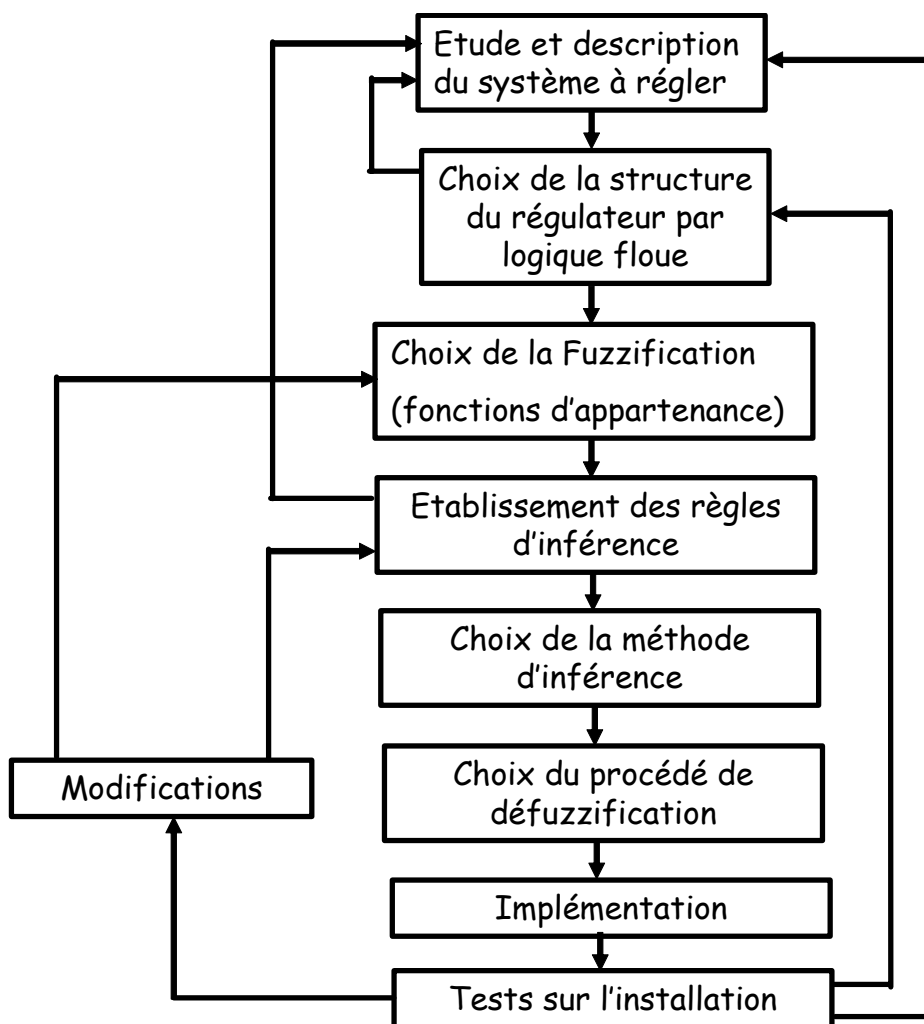 Etude et description
du système à régler
Choix de la structure
du régulateur par
logique floue
Choix de la Fuzzification
(fonctions d'appartenance)
Etablissement des règles
d'inférence
Choix de la méthode
d'inférence
Choix du procédé de
défuzzification
Modifications
Implémentation
Tests sur l'installation